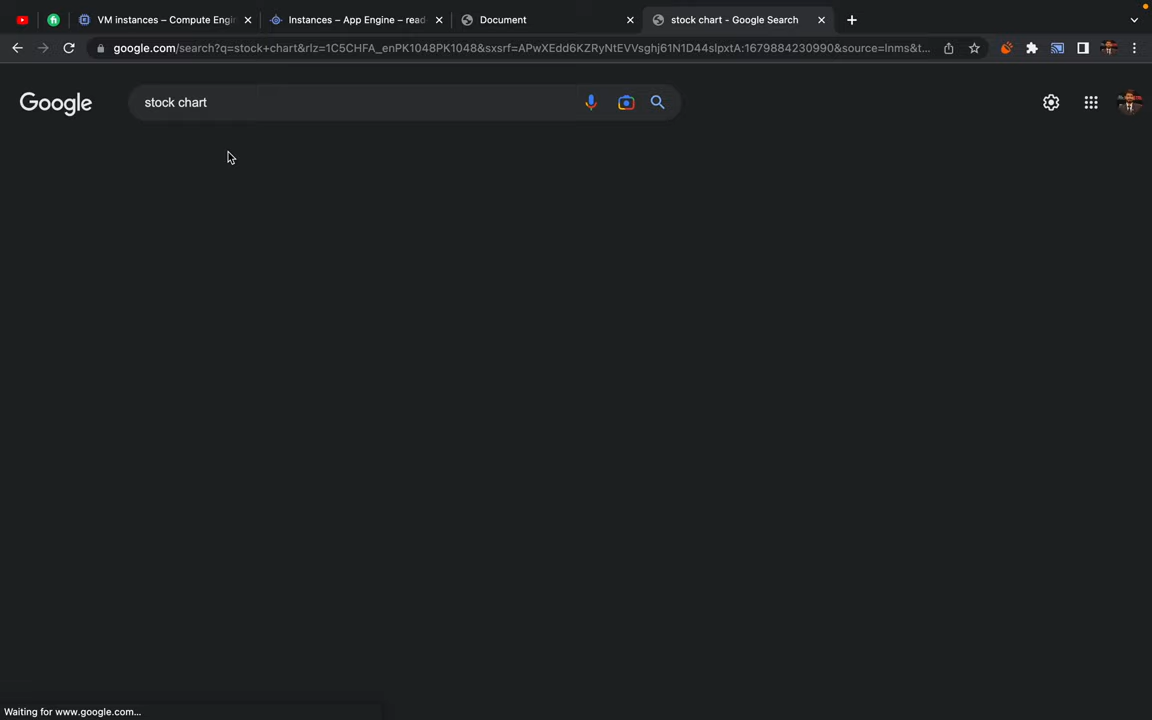 VM instances – Compute Engi
Instances – App Engine – read
Document
stock chart - Google Search
google.com/search?q=stock+chart&rlz=1C5CHFA_enPK1048PK1048&sxsrf=APwXEdd6KZRyNtEVVsghj61N1D44slpxtA:1679884230990&source=lnms&t...
Google
stock chart
Waiting for www.google.com...